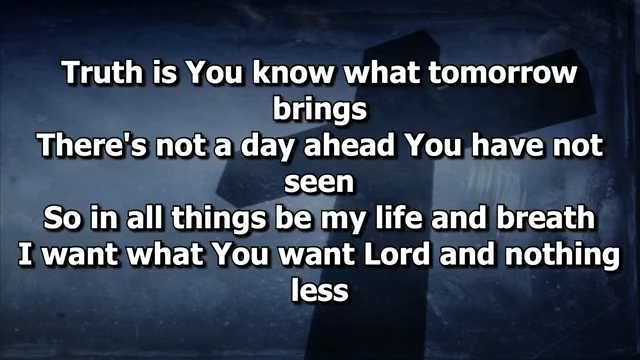 Truth is You know what tomorrow
brings
There's not a day ahead You have not
seen
So in all things be my life and breath
I want what You want Lord and nothing
less